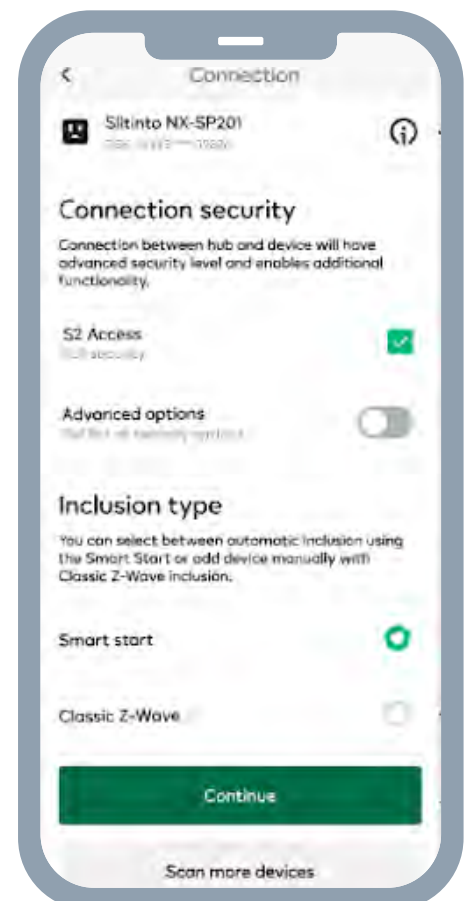 Connection
Siitinto NX-SP201
Connection security
Connection between hub and device will have
advanced security level and enables additional
functionality.
S2 Access
security
Advanced options
Inclusion type
You can select between automatic inclusion using
the Smart Start or add device manually with
Classic Z-Wave inclusion.
Smart start
Classic Z-Wave
Continue
Scan more devices